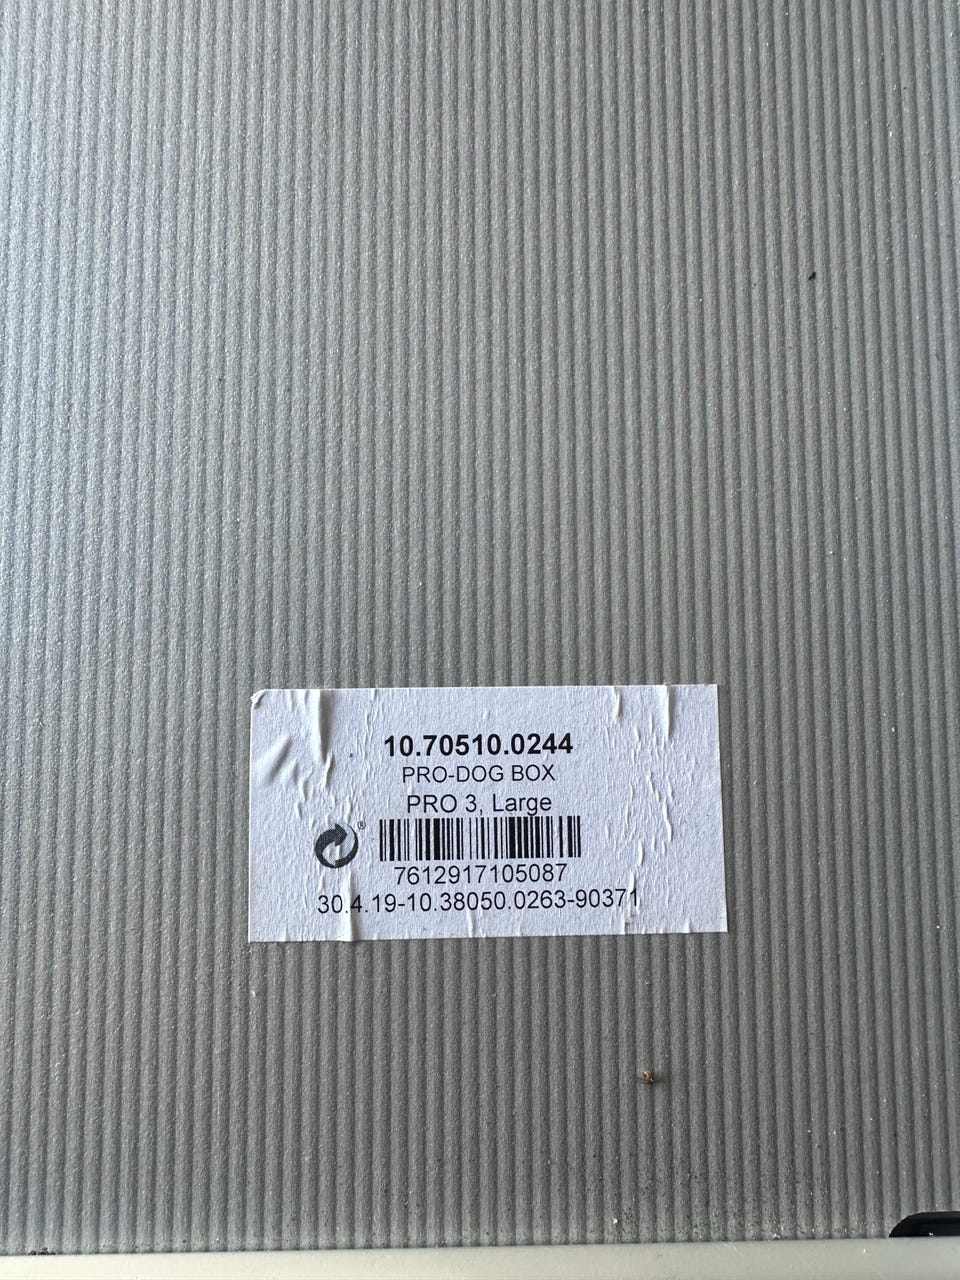 10.70510.0244
PRO-DOG BOX
PRO 3, Large
®
7612917105087
30.4.19-10.38050.0263-90371